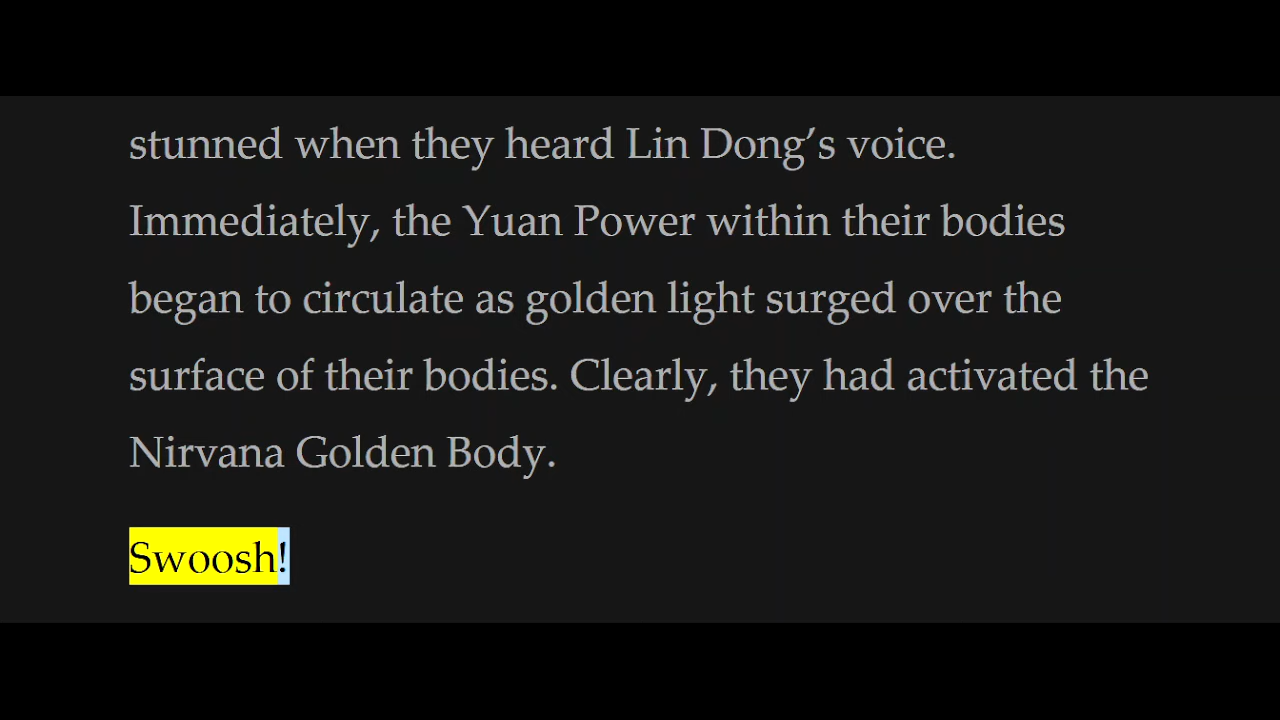 stunned when they heard Lin Dong’s voice.
Immediately, the Yuan Power within their bodies
began to circulate as golden light surged over the
surface of their bodies. Clearly, they had activated the
Nirvana Golden Body.
Swoosh!